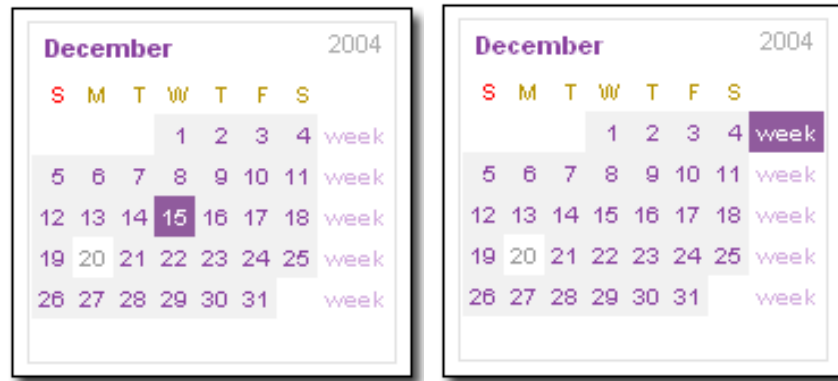 December 2004
S M T W T F S
1 2 3 4 week
5 6 7 8 9 10 11 week
12 13 14 15 16 17 18 week
19 20 21 22 23 24 25 week
26 27 28 29 30 31 week
December 2004
S M T W T F S
1 2 3 4 week
5 6 7 8 9 10 11 week
12 13 14 15 16 17 18 week
19 20 21 22 23 24 25 week
26 27 28 29 30 31 week